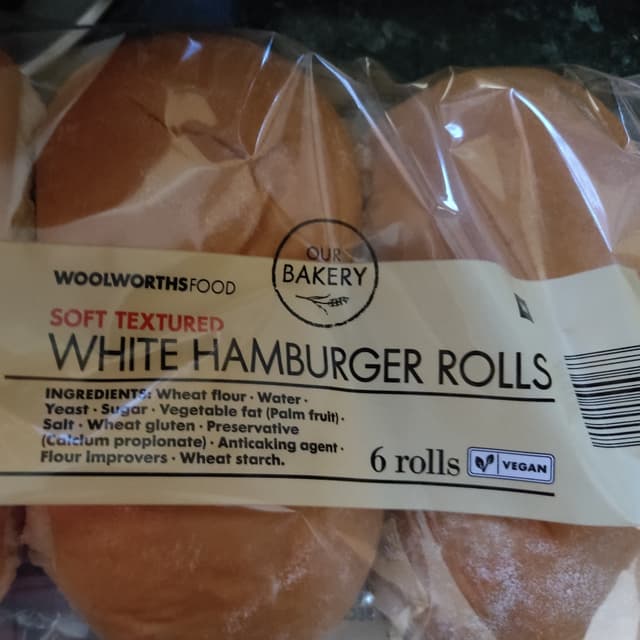 OUR
BAKERY
WOOLWORTHSFOOD
SOFT TEXTURED
WHITE HAMBURGER ROLLS
INGREDIENTS: Wheat flour · Water ·
Yeast · Sugar · Vegetable fat (Palm fruit) ·
Salt · Wheat gluten · Preservative
(Calcium propionate) · Anticaking agent ·
Flour improvers · Wheat starch.
6 rolls
VEGAN